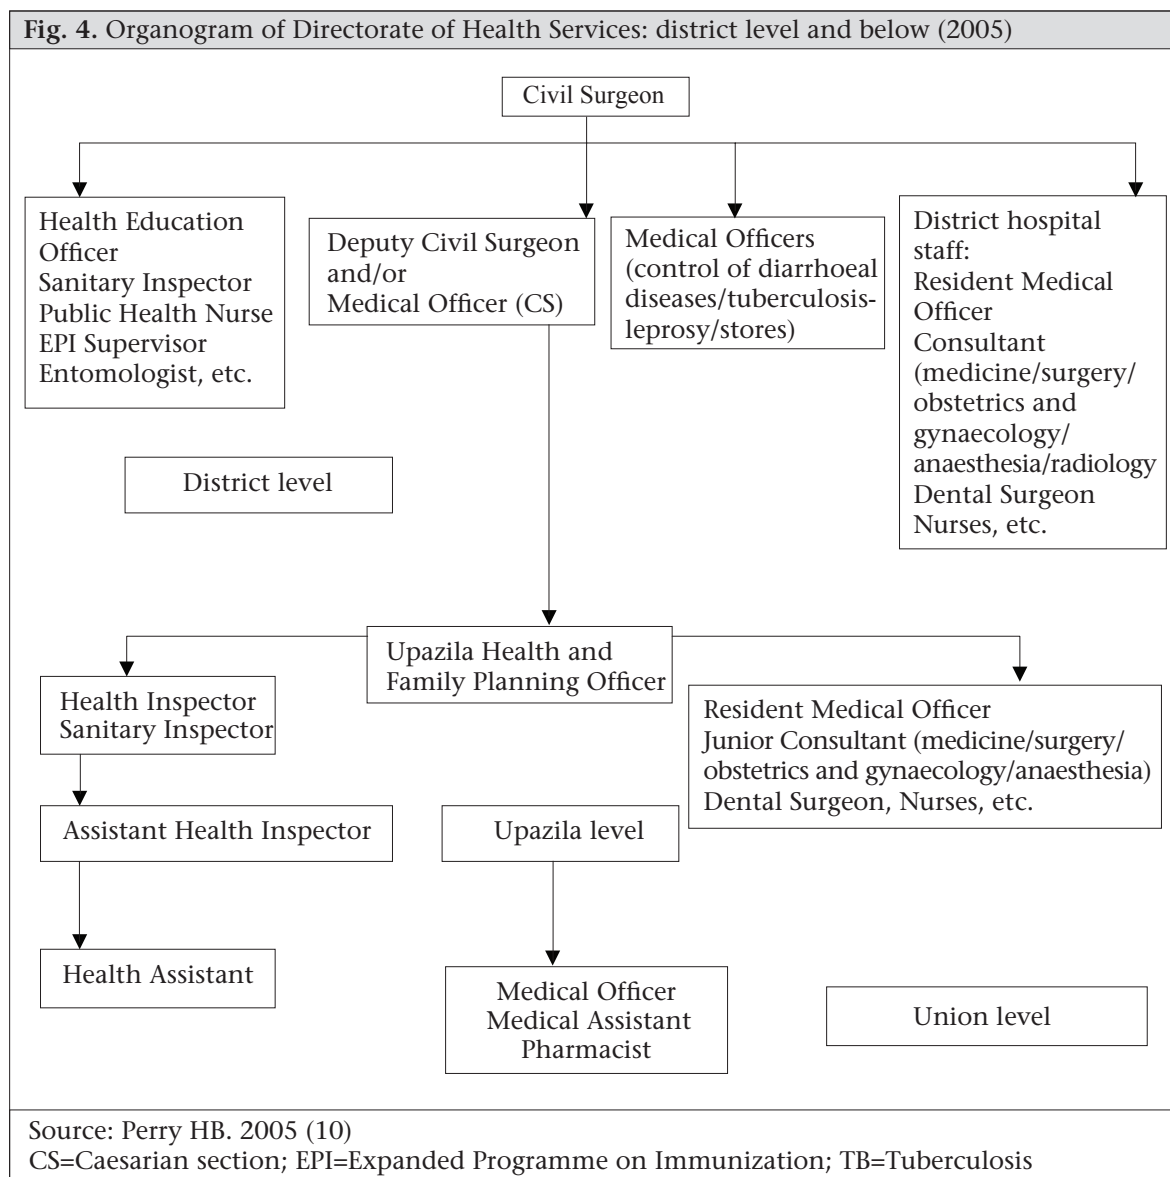 Fig. 4. Organogram of Directorate of Health Services: district level and below (2005)
Civil Surgeon
Health Education
Officer
Sanitary Inspector
Public Health Nurse
EPI Supervisor
Entomologist, etc.
Deputy Civil Surgeon
and/or
Medical Officer (CS)
Medical Officers
(control of diarrhoeal
diseases/tuberculosis-
leprosy/stores)
District hospital
staff:
Resident Medical
Officer
Consultant
(medicine/surgery/
obstetrics and
gynaecology/
anaesthesia/radiology
Dental Surgeon
Nurses, etc.
District level
Upazila Health and
Family Planning Officer
Health Inspector
Sanitary Inspector
Resident Medical Officer
Junior Consultant (medicine/surgery/
obstetrics and gynaecology/anaesthesia)
Dental Surgeon, Nurses, etc.
Assistant Health Inspector
Upazila level
Health Assistant
Medical Officer
Medical Assistant
Pharmacist
Union level
Source: Perry HB. 2005 (10)
CS=Caesarian section; EPI=Expanded Programme on Immunization; TB=Tuberculosis